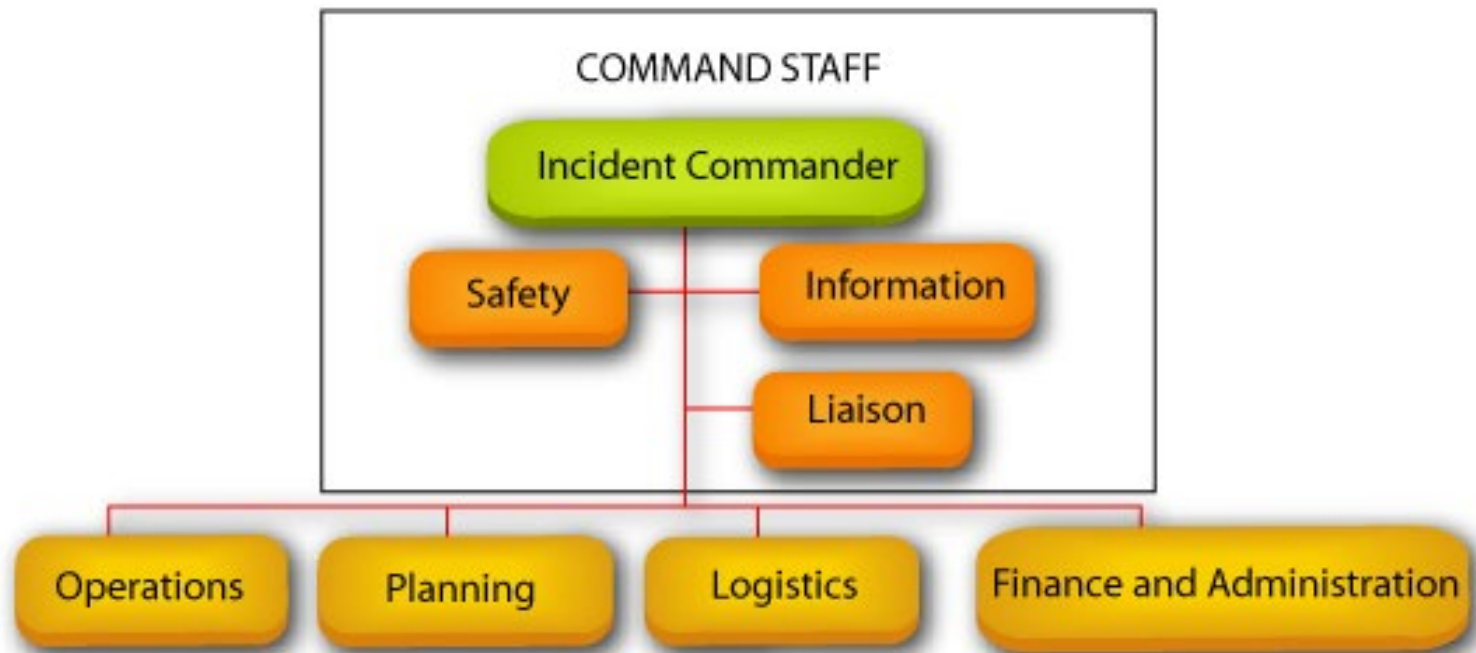 COMMAND STAFF
Incident Commander
Safety
Information
Liaison
Operations
Planning
Logistics
Finance and Administration